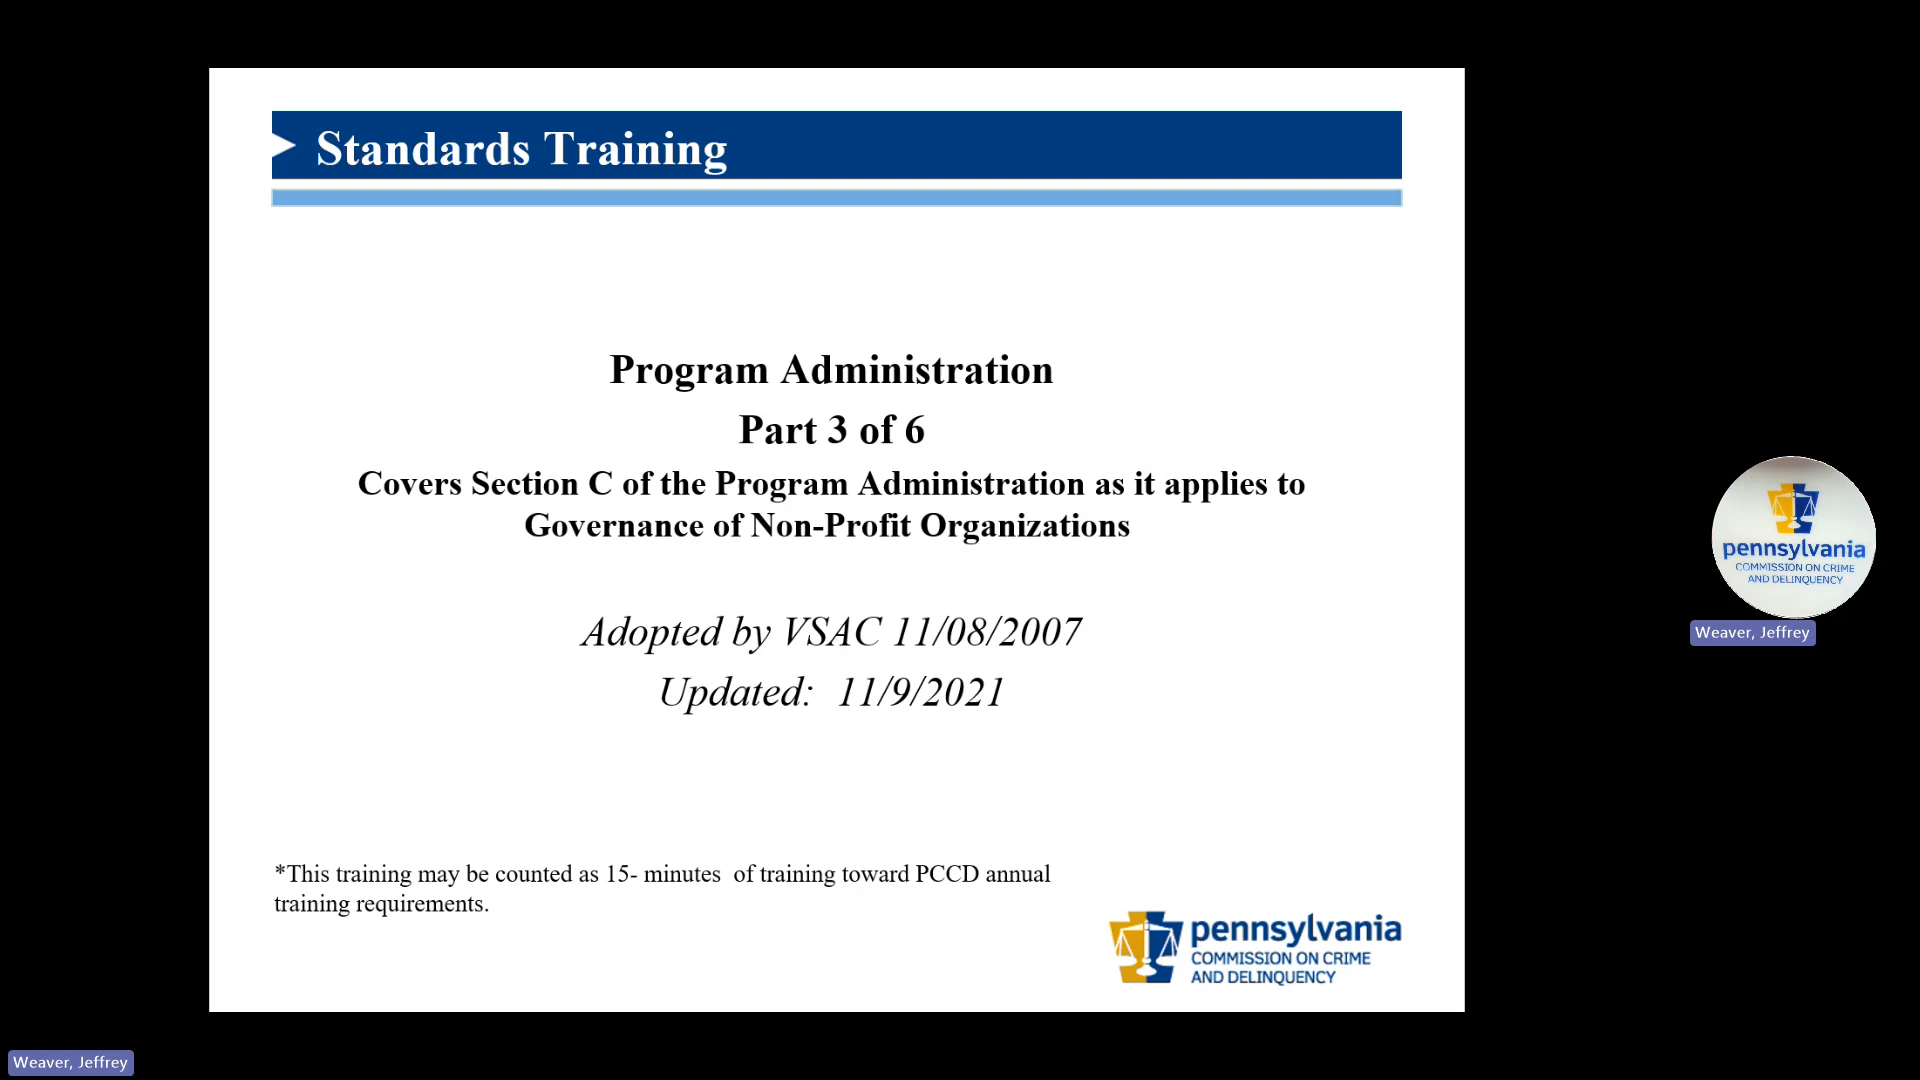 Standards Training
Program Administration
Part 3 of 6
Covers Section C of the Program Administration as it applies to
Governance of Non-Profit Organizations
Adopted by VSAC 11/08/2007
Updated:  11/9/2021
*This training may be counted as 15- minutes  of training toward PCCD annual
training requirements.
pennsylvania
COMMISSION ON CRIME
AND DELINQUENCY
pennsylvania
COMMISSION ON CRIME
AND DELINQUENCY
Weaver, Jeffrey
Weaver, Jeffrey